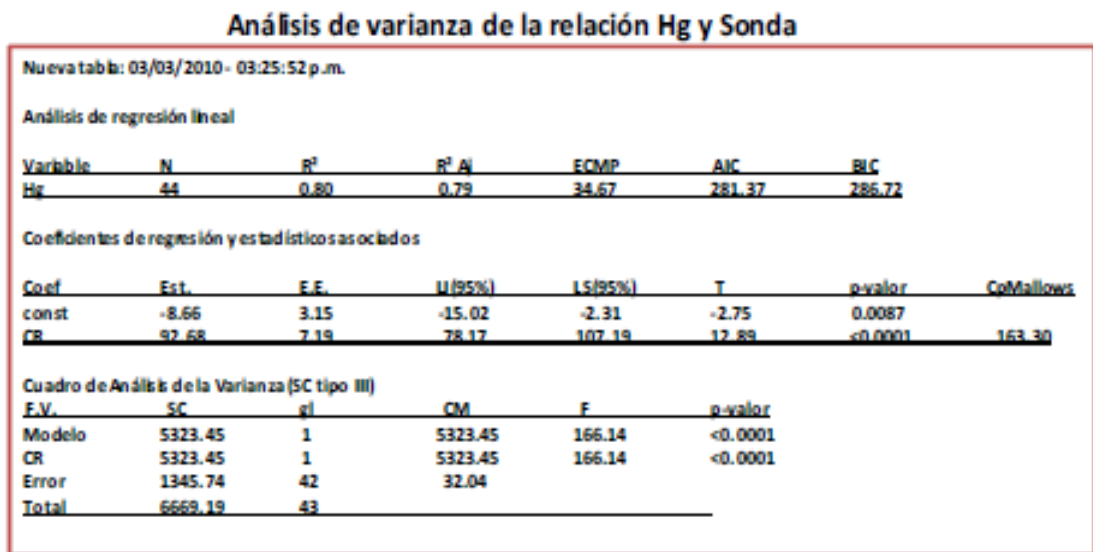 Análisis de varianza de la relación Hg y Sonda
Nueva tabla: 03/03/2010 - 03:25:52 p.m.
Análisis de regresión lineal
Variable N R² R² Aj ECMP AIC BIC
Hg 44 0.80 0.79 34.67 281.37 286.72
Coeficientes de regresión y estadísticos asociados
Coef Est. E.E. LI(95%) LS(95%) T p-valor CpMallows
const -8.66 3.15 -15.02 -2.31 -2.75 0.0087
CR 92.68 7.19 78.17 107.19 12.89 <0.0001 163.30
Cuadro de Análisis de la Varianza (SC tipo III)
F.V. SC gl CM F p-valor
Modelo 5323.45 1 5323.45 166.14 <0.0001
CR 5323.45 1 5323.45 166.14 <0.0001
Error 1345.74 42 32.04
Total 6669.19 43